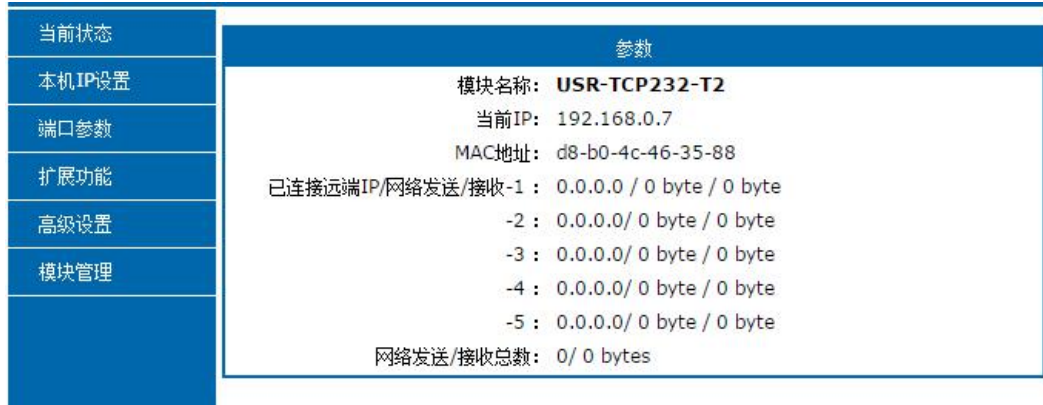 当前状态
本机IP设置
端口参数
扩展功能
高级设置
模块管理
参数
模块名称: USR-TCP232-T2
当前IP: 192.168.0.7
MAC地址: d8-b0-4c-46-35-88
已连接远端IP/网络发送/接收-1 : 0.0.0.0 / 0 byte / 0 byte
-2 : 0.0.0.0/ 0 byte / 0 byte
-3 : 0.0.0.0/ 0 byte / 0 byte
-4 : 0.0.0.0/ 0 byte / 0 byte
-5 : 0.0.0.0/ 0 byte / 0 byte
网络发送/接收总数: 0/ 0 bytes